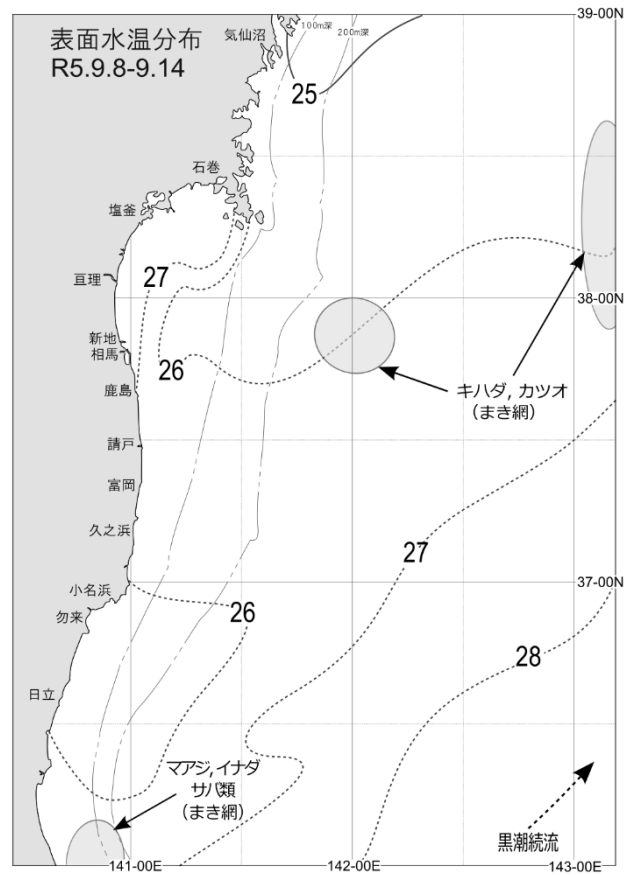 表面水温分布
R5.9.8-9.14
気仙沼
100m深
200m深
39-00N
25
石巻
塩釜
27
亘理
38-00N
新地
相馬
26
鹿島
キハダ, カツオ
(まき網)
請戸
富岡
久之浜
27
小名浜
37-00N
勿来
26
28
日立
マアジ, イナダ
サバ類
(まき網)
黒潮続流
141-00E
142-00E
143-00E